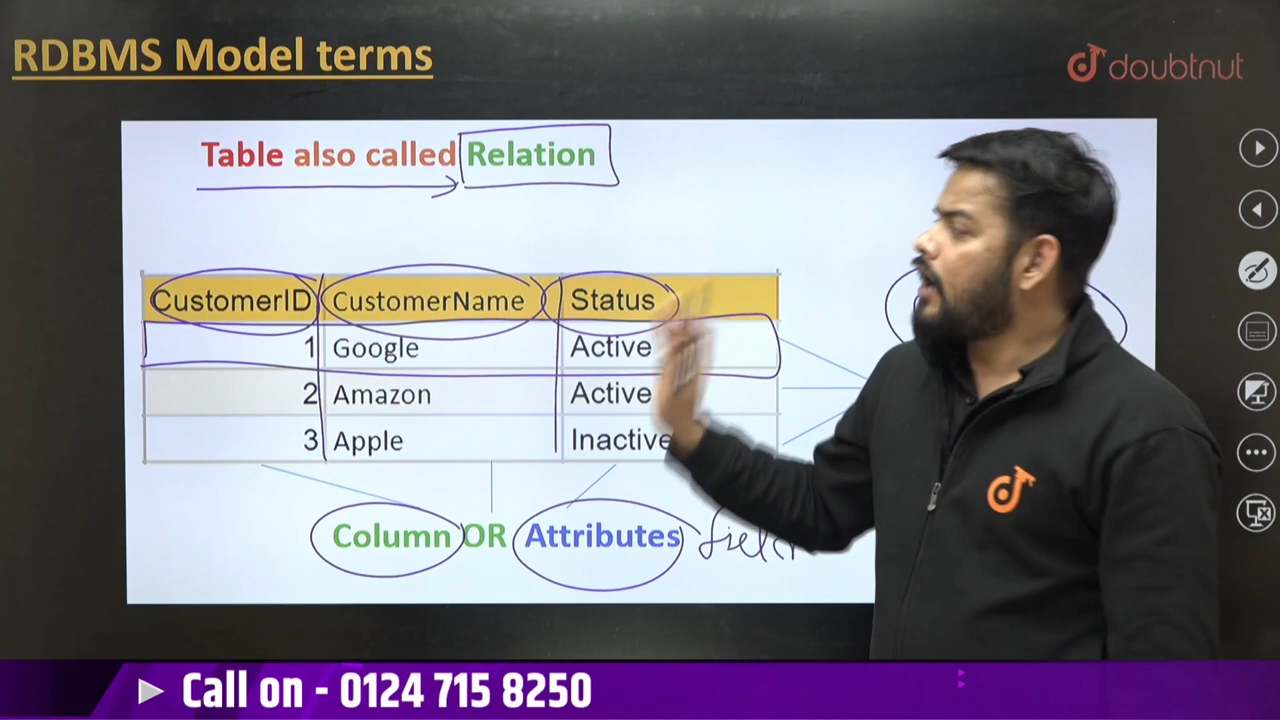 RDBMS Model terms
doubtnut
Table also called Relation
CustomerID CustomerName Status
1 Google Active
2 Amazon Active
3 Apple Inactive
Column OR Attributes field
Call on - 0124 715 8250